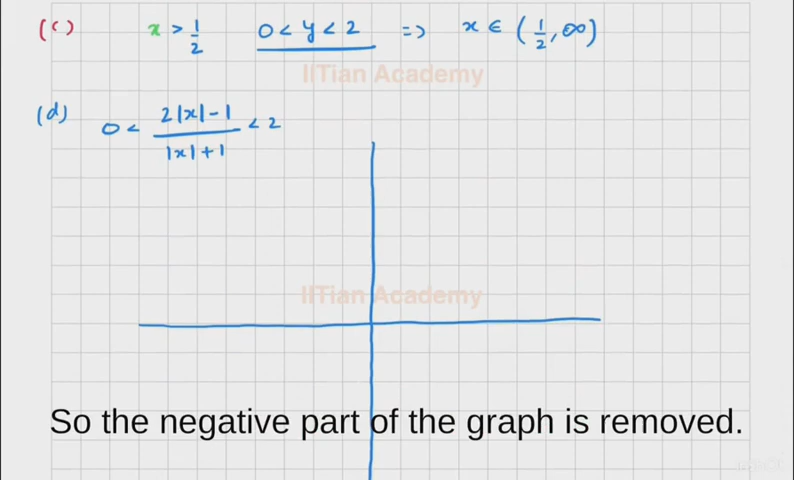 (c) x > 1/2 0 < y < 2 => x ∈ (1/2, ∞)
IITian Academy
(d) 0 < (2|x| - 1)/(|x| + 1) < 2
IITian Academy
So the negative part of the graph is removed.